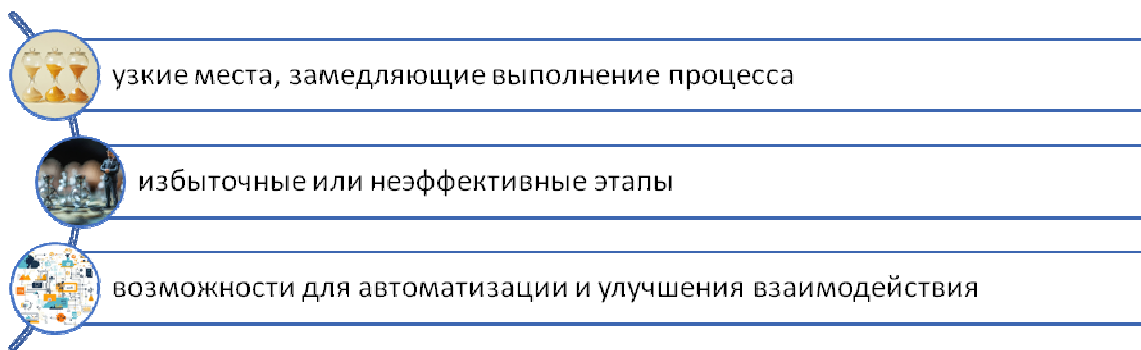 узкие места, замедляющие выполнение процесса
избыточные или неэффективные этапы
возможности для автоматизации и улучшения взаимодействия